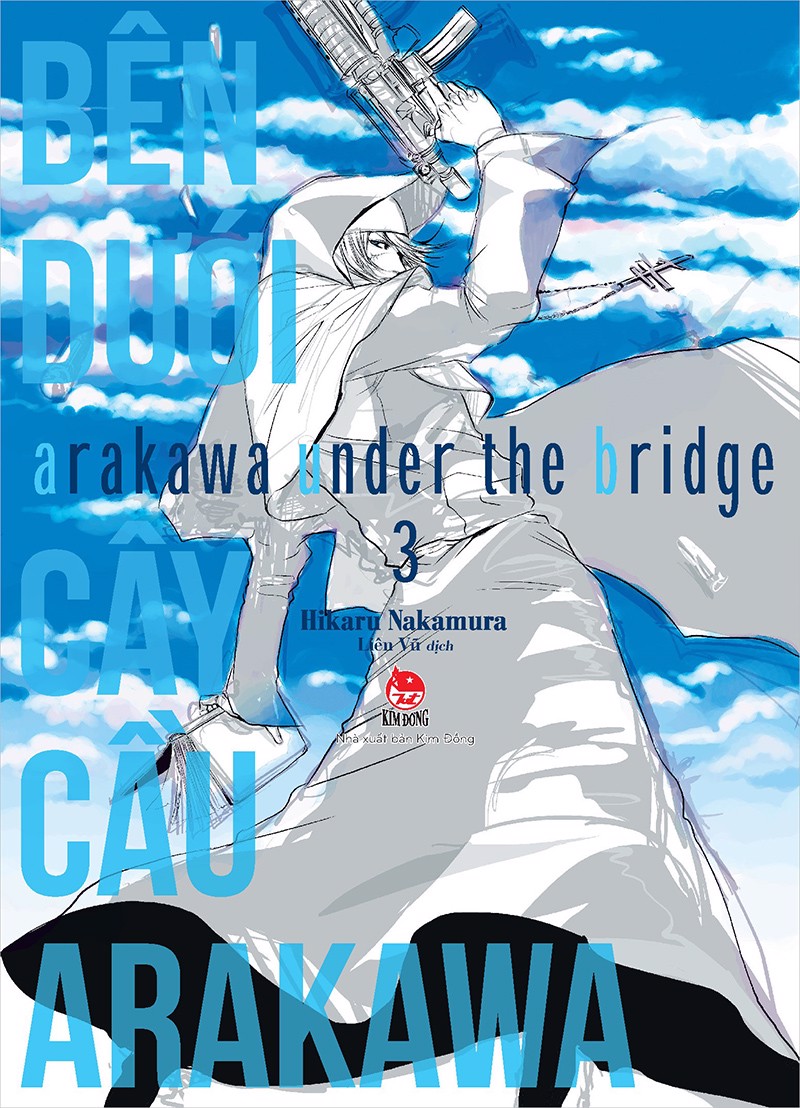 BÊN
DƯỚI
arakawa under the bridge
3
CÂY
Hikaru Nakamura
Liên Vũ dịch
KIM ĐỒNG
Nhà xuất bản Kim Đồng
CẦU
ARAKAWA